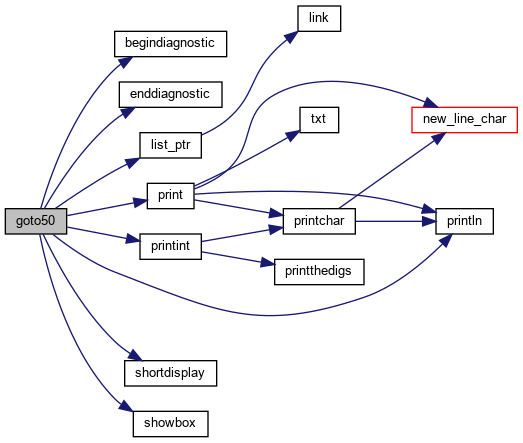 link
begindiagnostic
enddiagnostic
txt
new_line_char
list_ptr
print
goto50
printchar
println
printint
printthedigs
shortdisplay
showbox